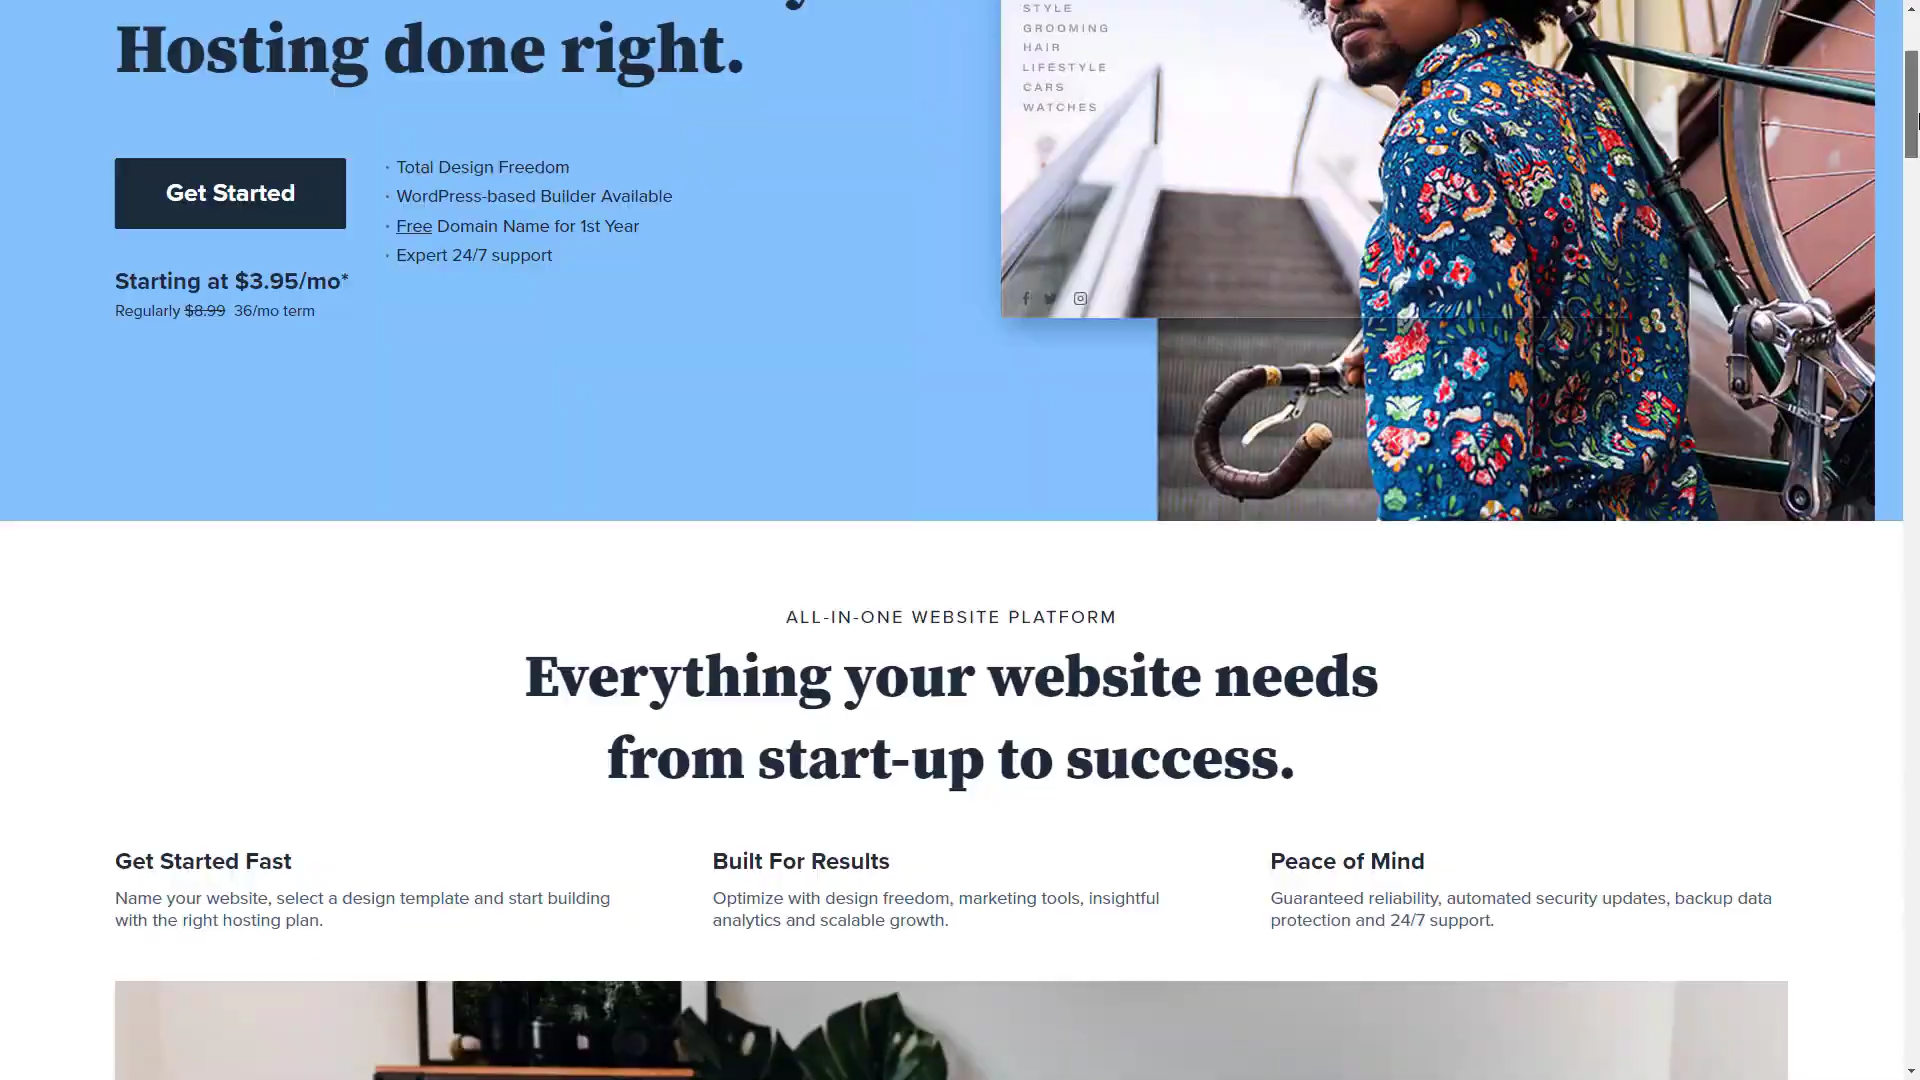 Hosting done right.
Get Started
Starting at $3.95/mo*
Regularly $8.99 36/mo term
· Total Design Freedom
· WordPress-based Builder Available
· Free Domain Name for 1st Year
· Expert 24/7 support
STYLE
GROOMING
HAIR
LIFESTYLE
CARS
WATCHES
ALL-IN-ONE WEBSITE PLATFORM
Everything your website needs
from start-up to success.
Get Started Fast
Name your website, select a design template and start building
with the right hosting plan.
Built For Results
Optimize with design freedom, marketing tools, insightful
analytics and scalable growth.
Peace of Mind
Guaranteed reliability, automated security updates, backup data
protection and 24/7 support.